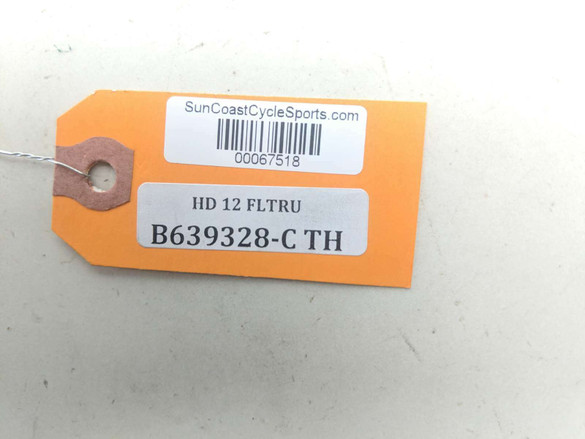 SunCoastCycleSports.com
00067518
HD 12 FLTRU
B639328-C TH